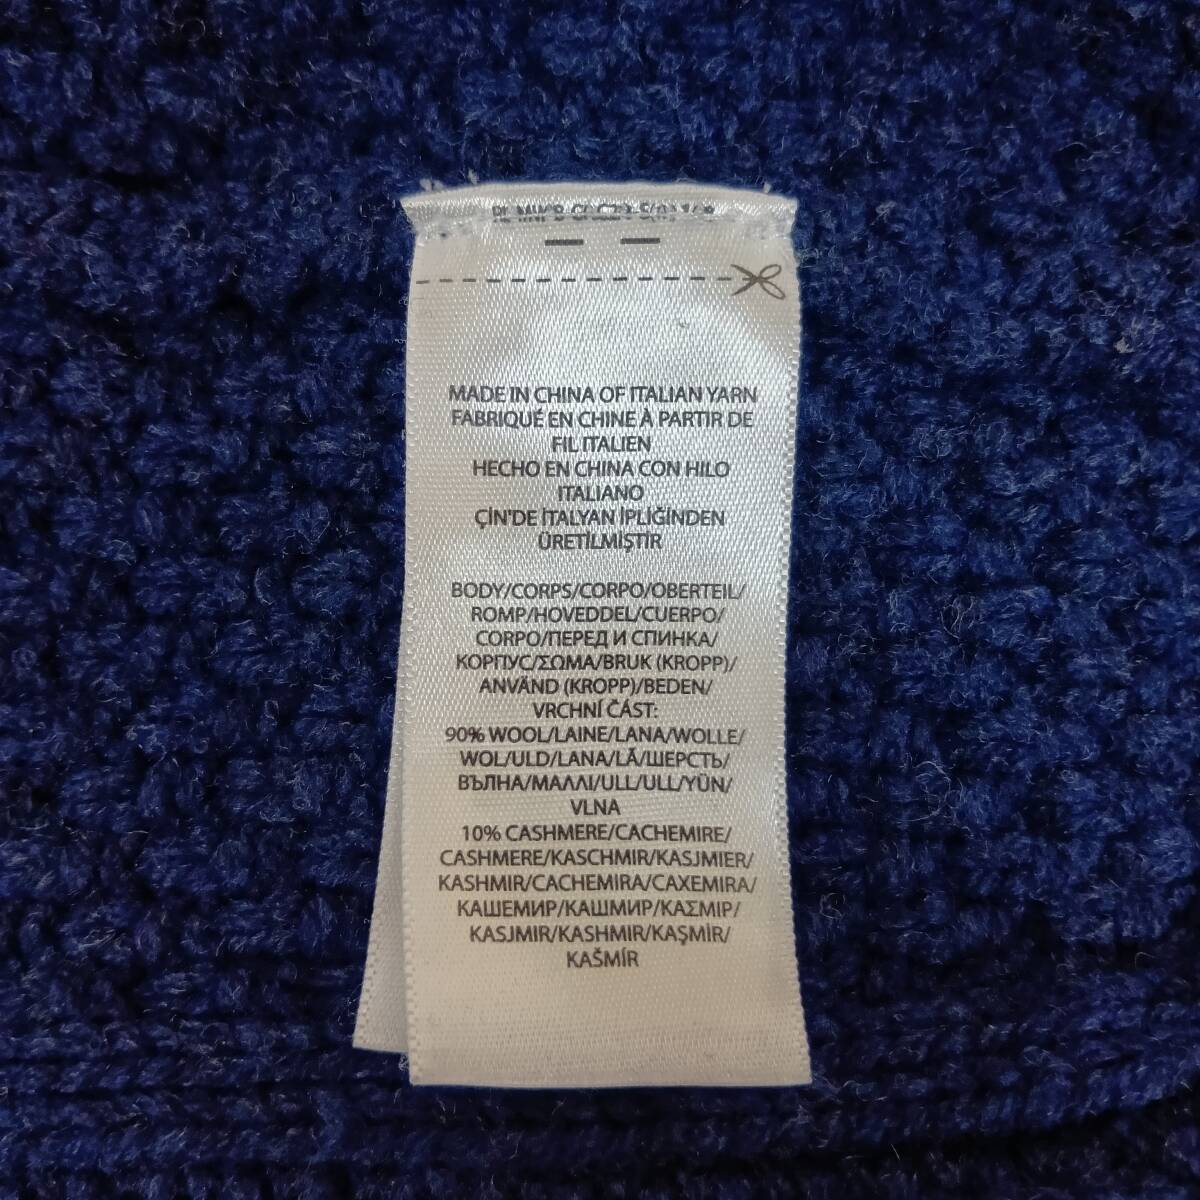 MADE IN CHINA OF ITALIAN YARN
FABRIQUÉ EN CHINE À PARTIR DE
FIL ITALIEN
HECHO EN CHINA CON HILO
ITALIANO
ÇİN'DE İTALYAN İPLİĞİNDEN
ÜRETİLMİŞTİR
BODY/CORPS/CORPO/OBERTEIL/
ROMP/HOVEDDEL/CUERPO/
CORPO/ПЕРЕД И СПИНКА/
КОРПУС/ΣΩΜΑ/BRUK (KROPP)/
ANVÄND (KROPP)/BEDEN/
VRCHNÍ ČÁST:
90% WOOL/LAINE/LANA/WOLLE/
WOL/ULD/LANA/LÃ/ШЕРСТЬ/
ВЪЛНА/ΜΑΛΛΙ/ULL/ULL/YÜN/
VLNA
10% CASHMERE/CACHEMIRE/
CASHMERE/KASCHMIR/KASJMIER/
KASHMIR/CACHEMIRA/CAXEMIRA/
КАШЕМИР/КАШМИР/ΚΑΣΜΙΡ/
KASJMIR/KASHMIR/KAŞMİR/
KAŠMÍR